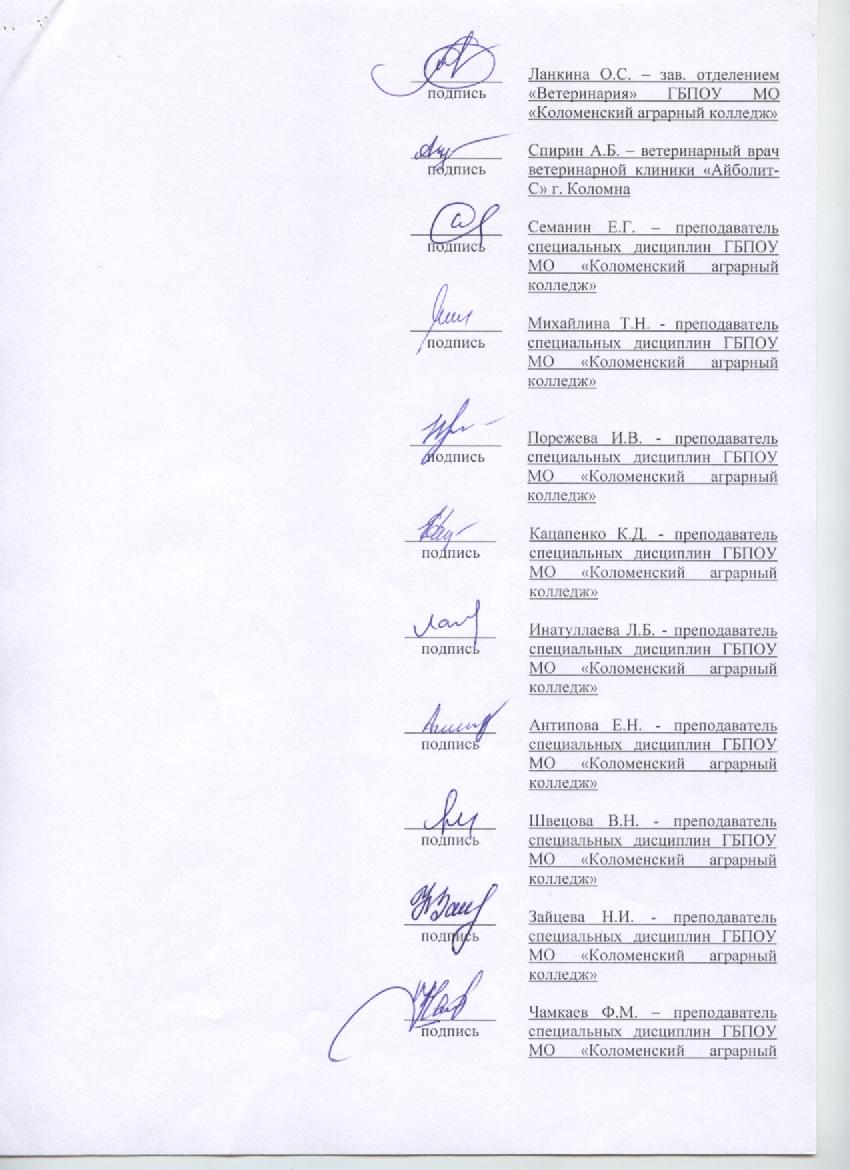 Ланкина О.С. – зав. отделением
«Ветеринария» ГБПОУ МО
«Коломенский аграрный колледж»
подпись
Спирин А.Б. – ветеринарный врач
ветеринарной клиники «Айболит-
С» г. Коломна
подпись
Семанин Е.Г. – преподаватель
специальных дисциплин ГБПОУ
МО «Коломенский аграрный
колледж»
подпись
Михайлина Т.Н. - преподаватель
специальных дисциплин ГБПОУ
МО «Коломенский аграрный
колледж»
подпись
Порежева И.В. - преподаватель
специальных дисциплин ГБПОУ
МО «Коломенский аграрный
колледж»
подпись
Кацапенко К.Д. - преподаватель
специальных дисциплин ГБПОУ
МО «Коломенский аграрный
колледж»
подпись
Инатуллаева Л.Б. - преподаватель
специальных дисциплин ГБПОУ
МО «Коломенский аграрный
колледж»
подпись
Антипова Е.Н. - преподаватель
специальных дисциплин ГБПОУ
МО «Коломенский аграрный
колледж»
подпись
Швецова В.Н. - преподаватель
специальных дисциплин ГБПОУ
МО «Коломенский аграрный
колледж»
подпись
Зайцева Н.И. - преподаватель
специальных дисциплин ГБПОУ
МО «Коломенский аграрный
колледж»
подпись
Чамкаев Ф.М. – преподаватель
специальных дисциплин ГБПОУ
МО «Коломенский аграрный
подпись